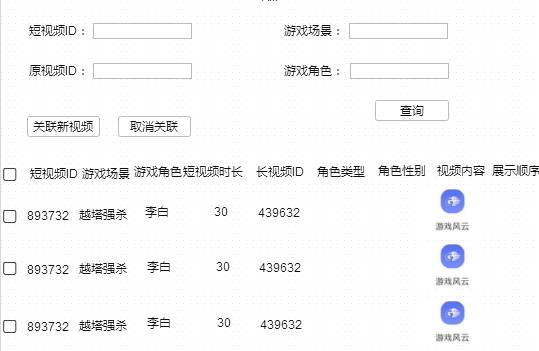 短视频ID： 游戏场景：
原视频ID： 游戏角色：
查询
关联新视频 取消关联
短视频ID 游戏场景 游戏角色 短视频时长 长视频ID 角色类型 角色性别 视频内容 展示顺序
893732 越塔强杀 李白 30 439632
游戏风云
893732 越塔强杀 李白 30 439632
游戏风云
893732 越塔强杀 李白 30 439632
游戏风云